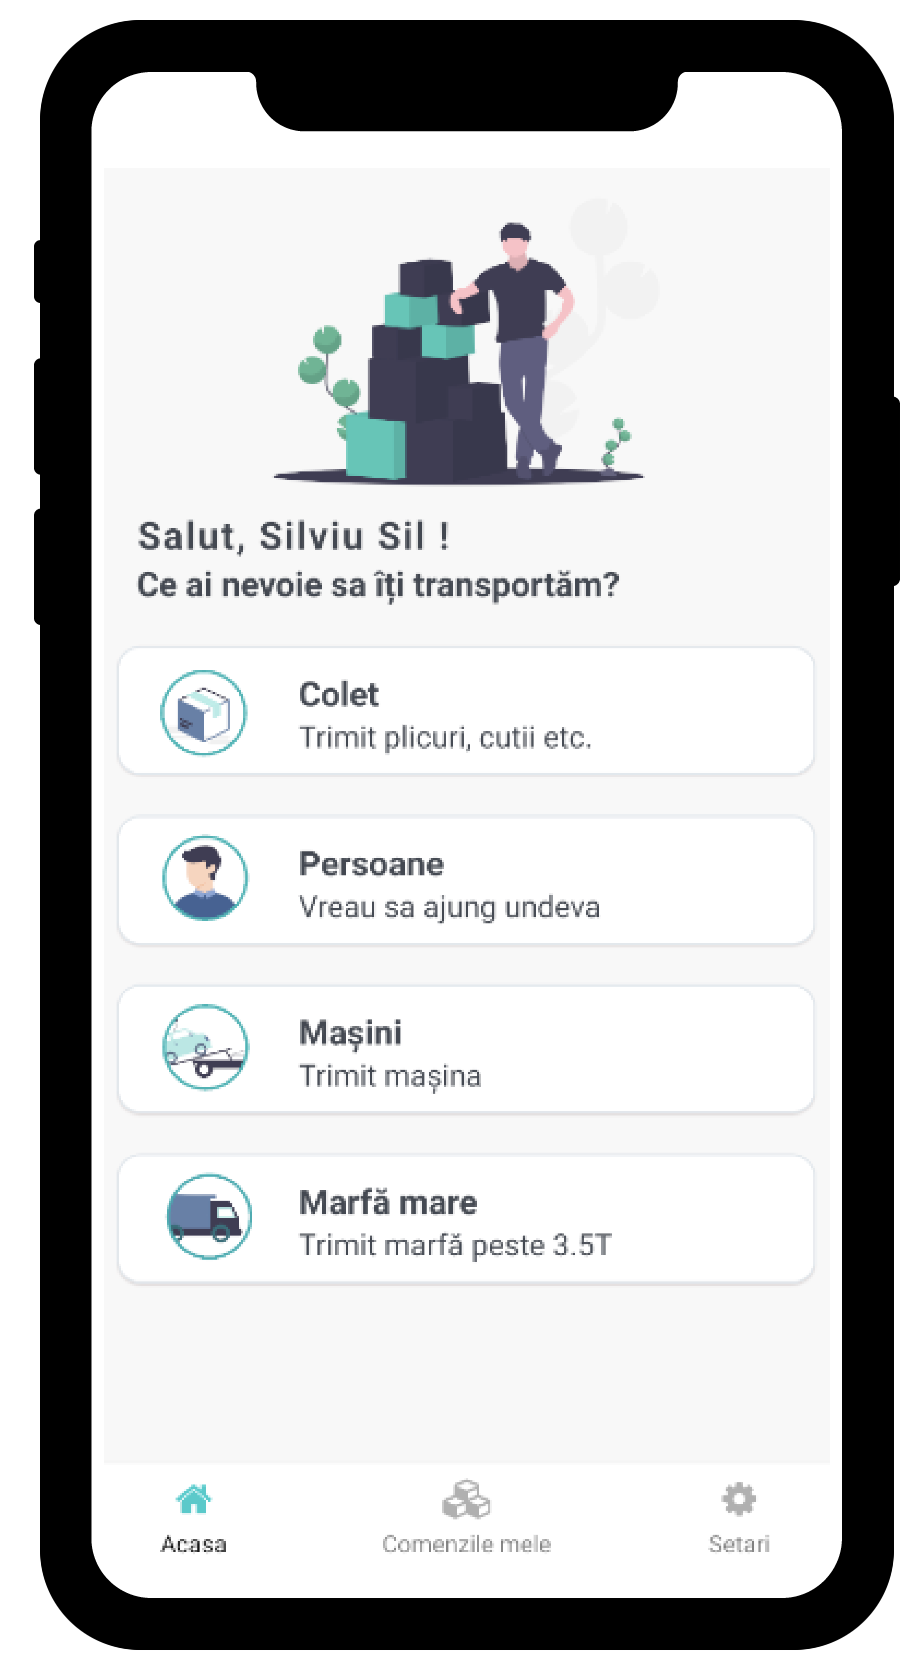 Salut, Silviu Sil !
Ce ai nevoie sa îți transportăm?
Colet
Trimit plicuri, cutii etc.
Persoane
Vreau sa ajung undeva
Mașini
Trimit mașina
Marfă mare
Trimit marfă peste 3.5T
Acasa
Comenzile mele
Setari